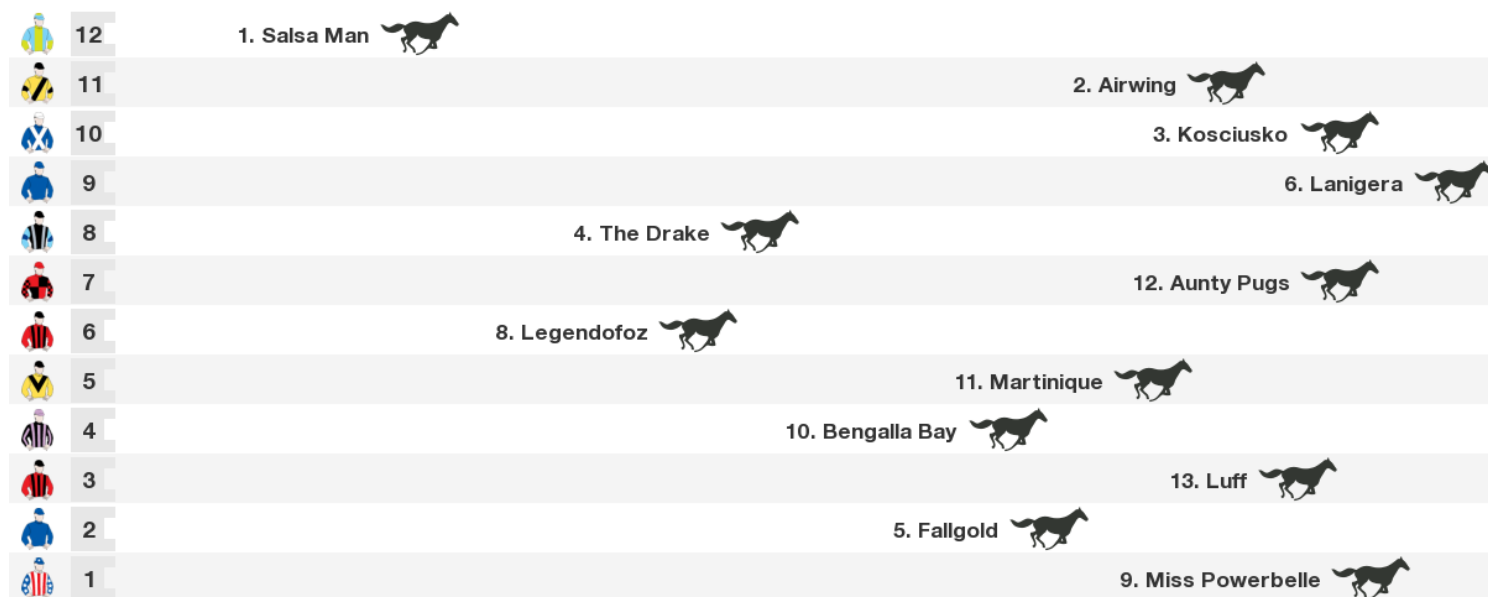 12 1. Salsa Man
11 2. Airwing
10 3. Kosciusko
9 6. Lanigera
8 4. The Drake
7 12. Aunty Pugs
6 8. Legendofoz
5 11. Martinique
4 10. Bengalla Bay
3 13. Luff
2 5. Fallgold
1 9. Miss Powerbelle